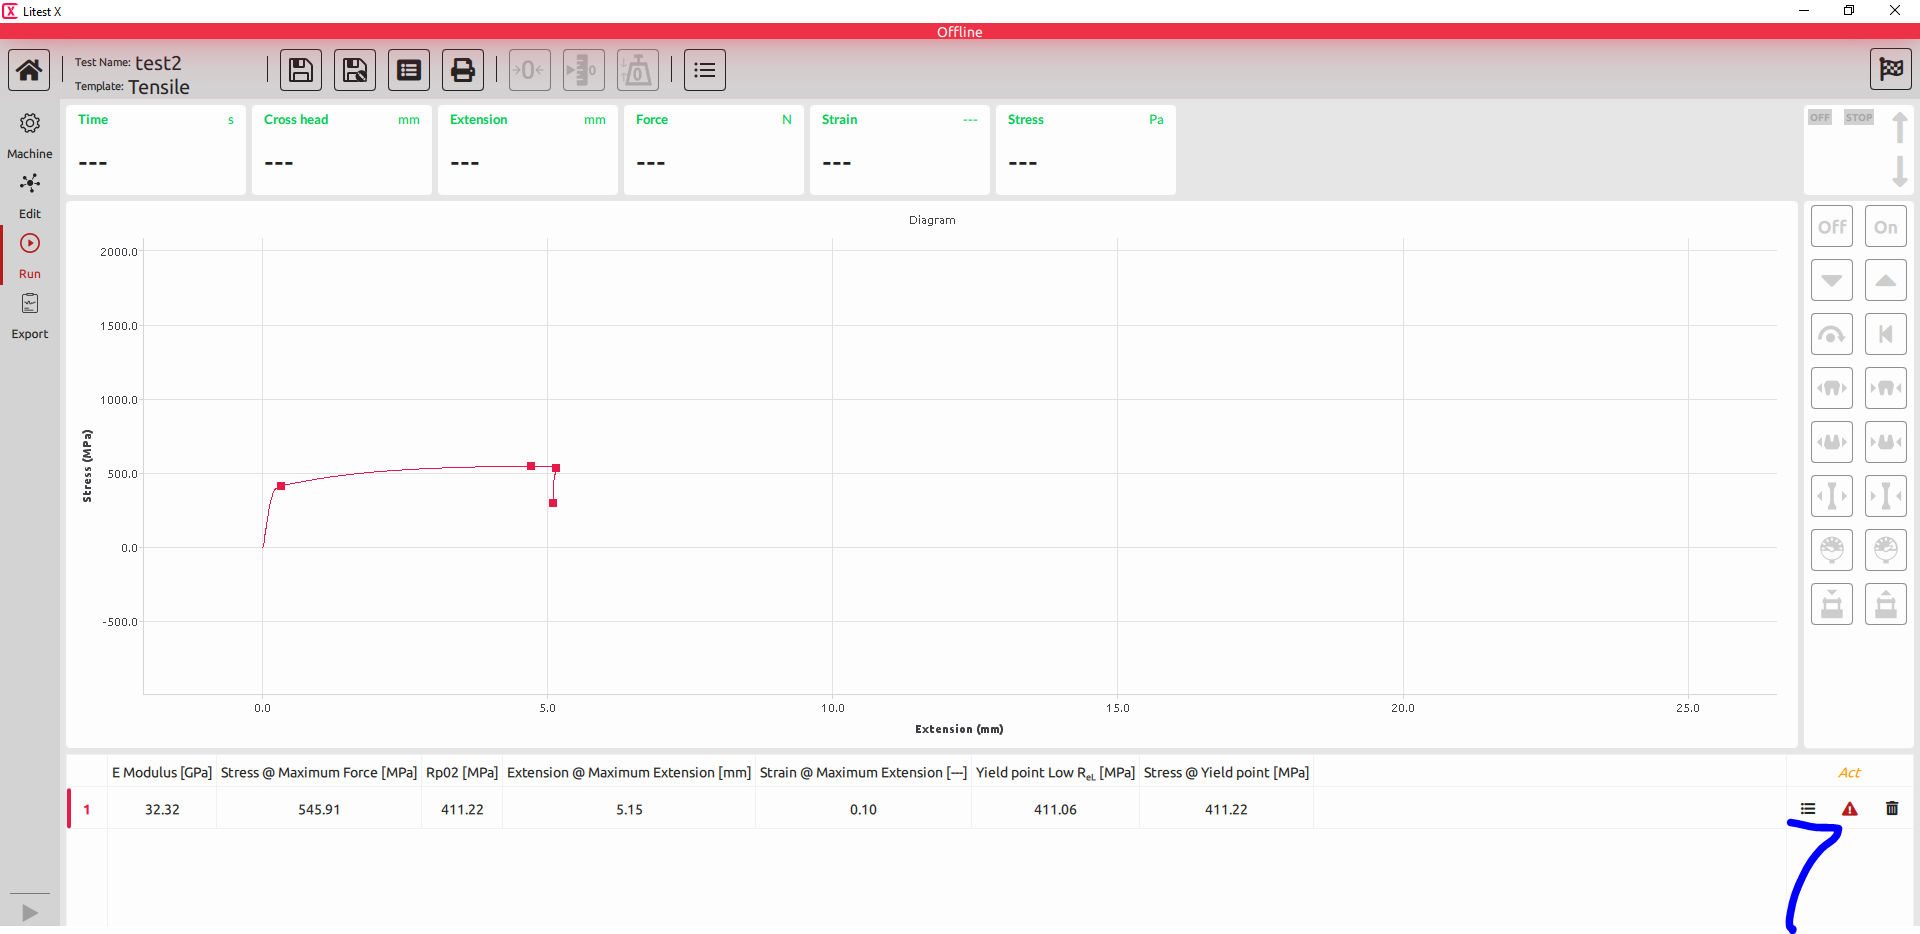 Litest X
Offline
Test Name: test2
Template: Tensile
Machine
Edit
Run
Export
Time s
---
Cross head mm
---
Extension mm
---
Force N
---
Strain ---
---
Stress Pa
---
OFF STOP
Off On
Diagram
2000.0
1500.0
1000.0
500.0
0.0
-500.0
Stress (MPa)
0.0 5.0 10.0 15.0 20.0 25.0
Extension (mm)
E Modulus [GPa] Stress @ Maximum Force [MPa] Rp02 [MPa] Extension @ Maximum Extension [mm] Strain @ Maximum Extension [---] Yield point Low ReL [MPa] Stress @ Yield point [MPa] Act
1 32.32 545.91 411.22 5.15 0.10 411.06 411.22
7